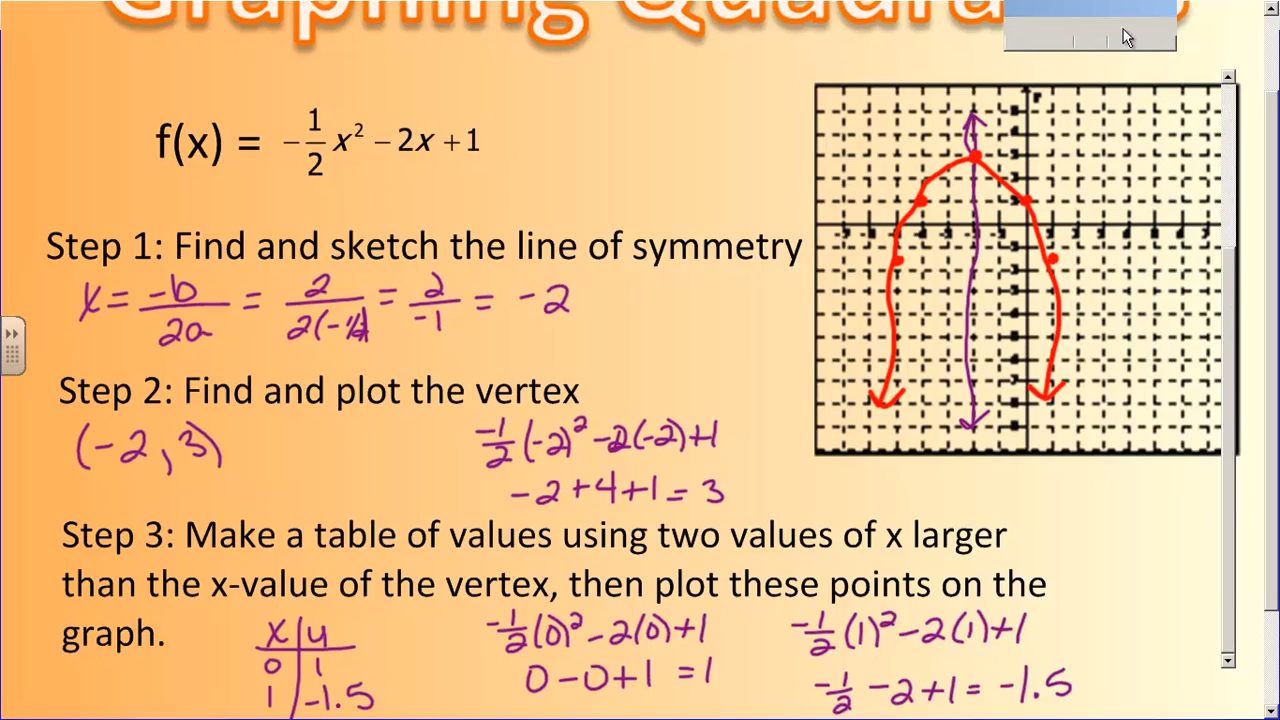 Graphing Quadra
f(x) = -1/2 x² - 2x + 1
Step 1: Find and sketch the line of symmetry
x = -b/2a = 2/2(-1/2) = 2/-1 = -2
Step 2: Find and plot the vertex
(-2, 3)
-1/2(-2)² -2(-2)+1
-2+4+1 = 3
Step 3: Make a table of values using two values of x larger
than the x-value of the vertex, then plot these points on the
graph.
x | y
0 | 1
1 | -1.5
-1/2(0)² - 2(0)+1
0-0+1 = 1
-1/2(1)² - 2(1)+1
-1/2 -2+1 = -1.5